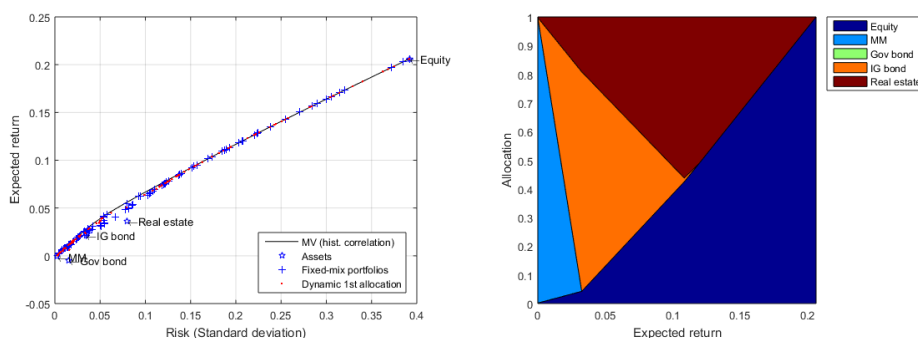 0.25
0.2
0.15
0.1
0.05
0
-0.05
Expected return
Equity
Real estate
IG bond
MM
Gov bond
MV (hist. correlation)
Assets
Fixed-mix portfolios
Dynamic 1st allocation
0 0.05 0.1 0.15 0.2 0.25 0.3 0.35 0.4
Risk (Standard deviation)
1
0.9
0.8
0.7
0.6
0.5
0.4
0.3
0.2
0.1
0
Allocation
0 0.05 0.1 0.15 0.2
Expected return
Equity
MM
Gov bond
IG bond
Real estate